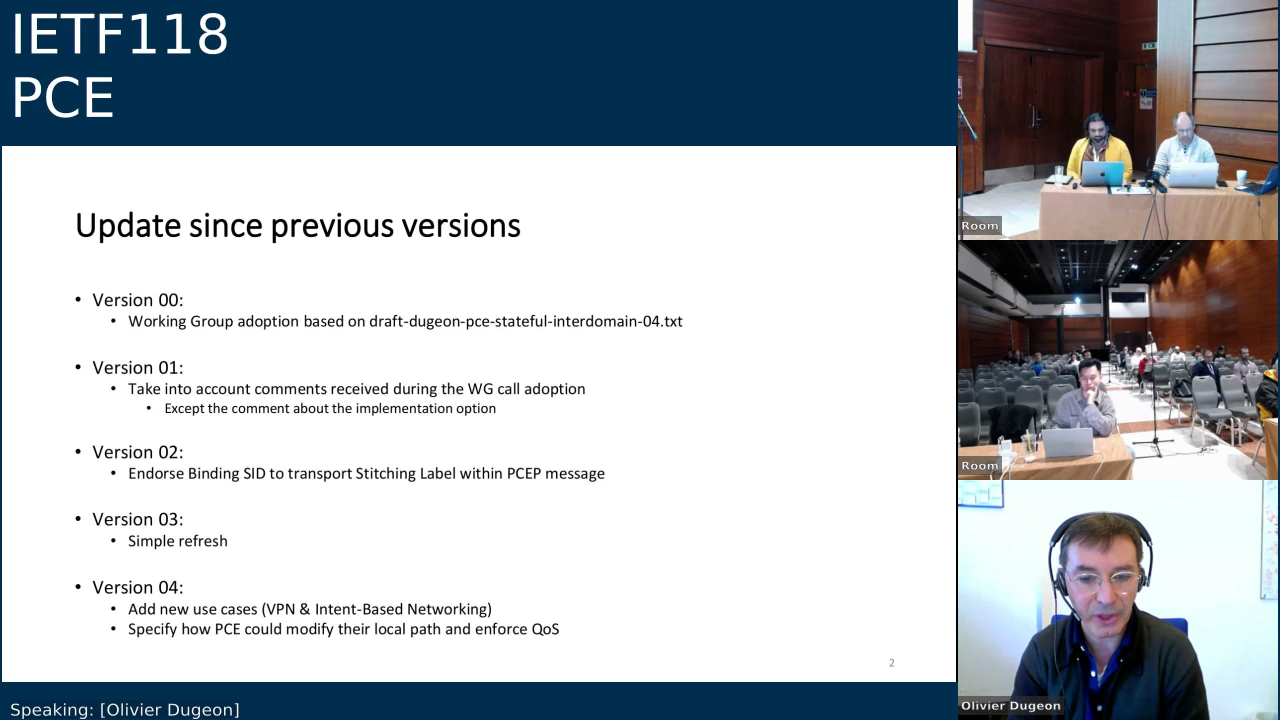 IETF118
PCE
Update since previous versions
• Version 00:
• Working Group adoption based on draft-dugeon-pce-stateful-interdomain-04.txt
• Version 01:
• Take into account comments received during the WG call adoption
• Except the comment about the implementation option
• Version 02:
• Endorse Binding SID to transport Stitching Label within PCEP message
• Version 03:
• Simple refresh
• Version 04:
• Add new use cases (VPN & Intent-Based Networking)
• Specify how PCE could modify their local path and enforce QoS
2
Speaking: [Olivier Dugeon]
Room
Room
Olivier Dugeon